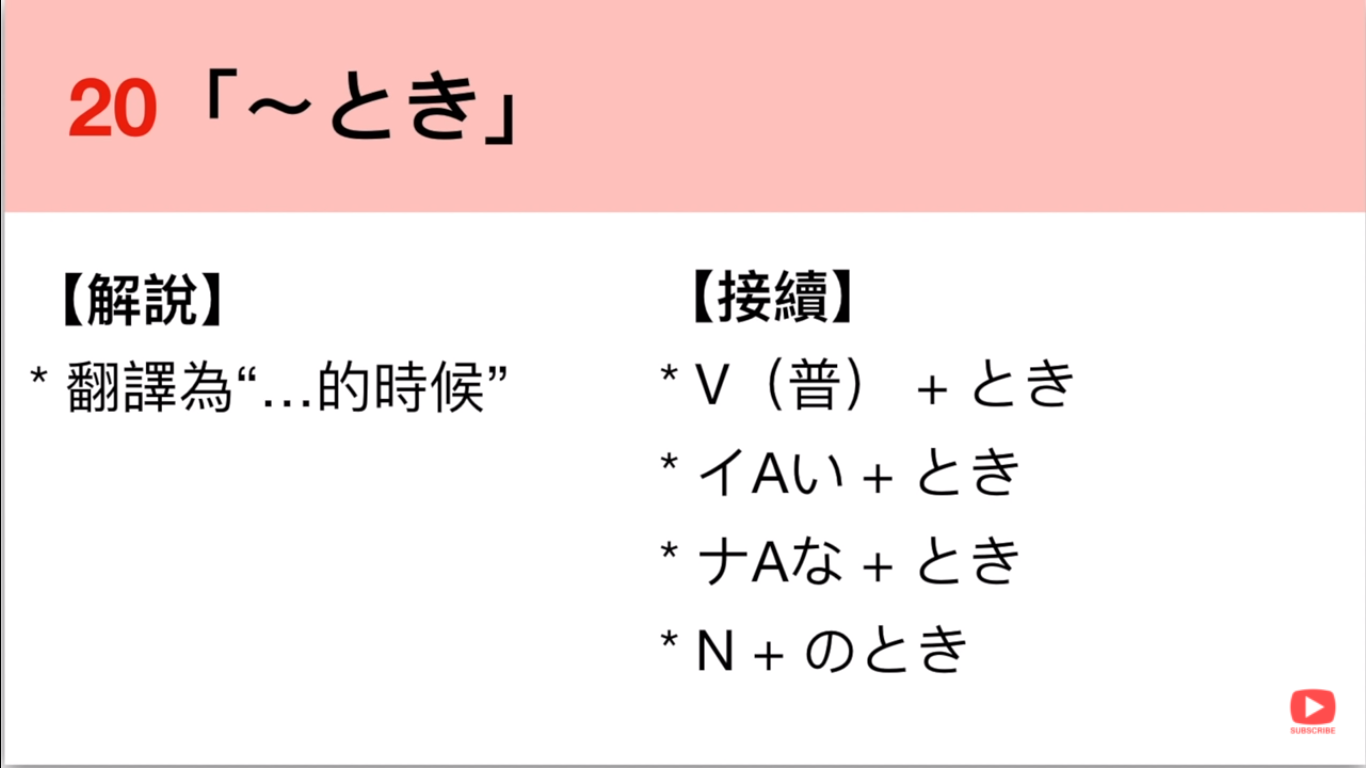 20「～とき」
【解說】
* 翻譯為“…的時候”
【接續】
* V（普） + とき
* イAい + とき
* ナAな + とき
* N + のとき
SUBSCRIBE